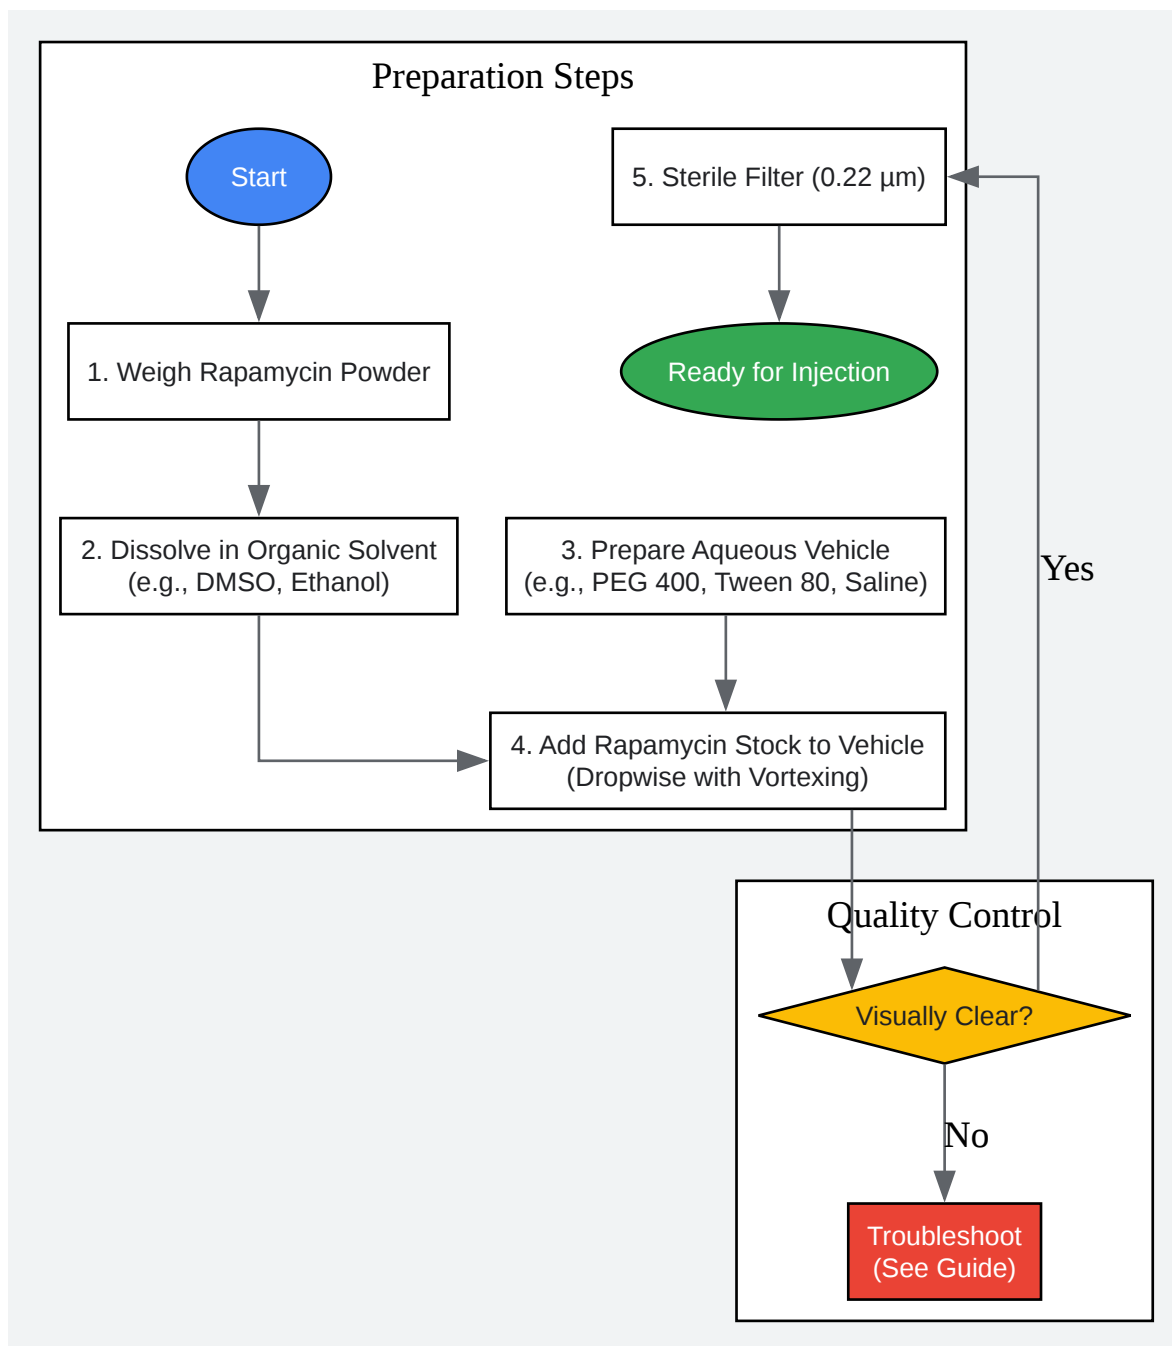 Preparation Steps
Start
5. Sterile Filter (0.22 µm)
1. Weigh Rapamycin Powder
Ready for Injection
2. Dissolve in Organic Solvent
(e.g., DMSO, Ethanol)
3. Prepare Aqueous Vehicle
(e.g., PEG 400, Tween 80, Saline)
Yes
4. Add Rapamycin Stock to Vehicle
(Dropwise with Vortexing)
Quality Control
Visually Clear?
No
Troubleshoot
(See Guide)